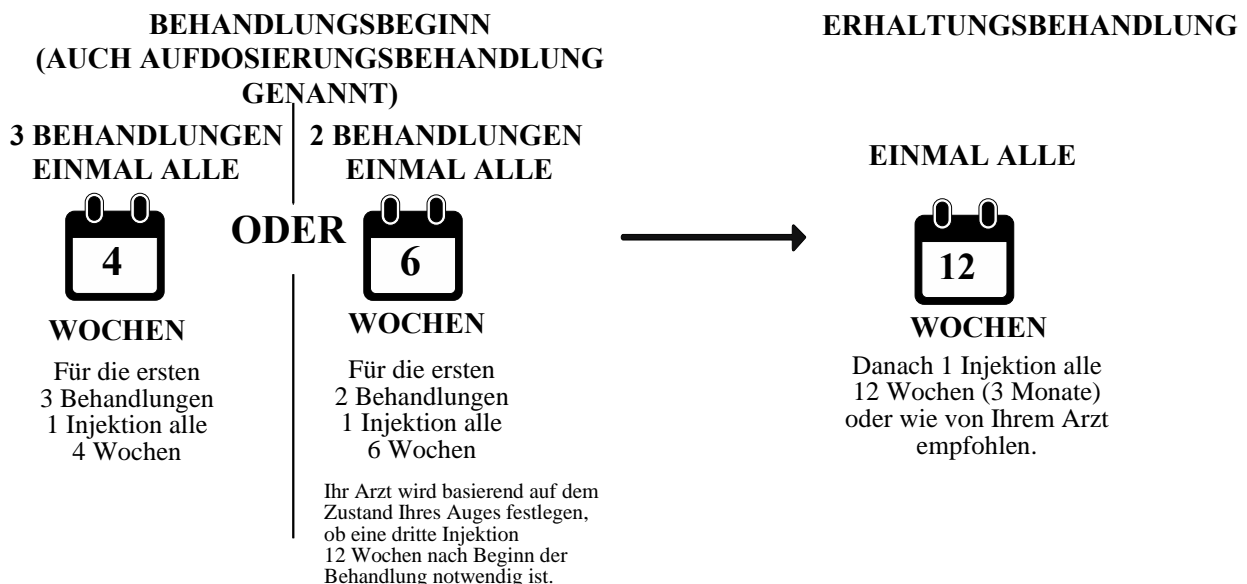 BEHANDLUNGSBEGINN
(AUCH AUFDOSIERUNGSBEHANDLUNG
GENANNT)
3 BEHANDLUNGEN
EINMAL ALLE
4
WOCHEN
Für die ersten
3 Behandlungen
1 Injektion alle
4 Wochen
ODER
2 BEHANDLUNGEN
EINMAL ALLE
6
WOCHEN
Für die ersten
2 Behandlungen
1 Injektion alle
6 Wochen
Ihr Arzt wird basierend auf dem
Zustand Ihres Auges festlegen,
ob eine dritte Injektion
12 Wochen nach Beginn der
Behandlung notwendig ist.
ERHALTUNGSBEHANDLUNG
EINMAL ALLE
12
WOCHEN
Danach 1 Injektion alle
12 Wochen (3 Monate)
oder wie von Ihrem Arzt
empfohlen.